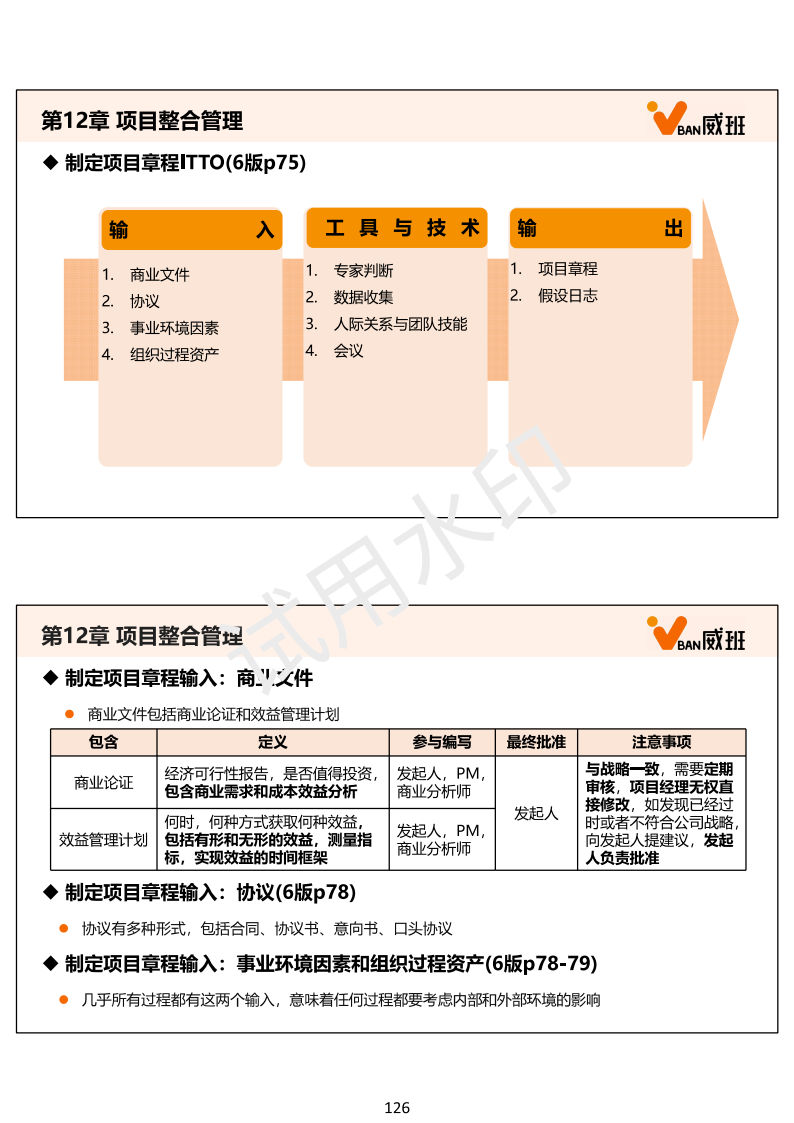 第12章 项目整合管理
VBAN威班
◆ 制定项目章程ITTO(6版p75)
输入
工具与技术
输出
1. 商业文件
2. 协议
3. 事业环境因素
4. 组织过程资产
1. 专家判断
2. 数据收集
3. 人际关系与团队技能
4. 会议
1. 项目章程
2. 假设日志
试用水印
第12章 项目整合管理
VBAN威班
◆ 制定项目章程输入：商业文件
● 商业文件包括商业论证和效益管理计划
包含 定义 参与编写 最终批准 注意事项
商业论证
经济可行性报告，是否值得投资，
包含商业需求和成本效益分析
发起人，PM，
商业分析师
效益管理计划
何时，何种方式获取何种效益，
包括有形和无形的效益，测量指
标，实现效益的时间框架
发起人，PM，
商业分析师
发起人
与战略一致，需要定期
审核，项目经理无权直
接修改，如发现已经过
时或者不符合公司战略，
向发起人提建议，发起
人负责批准
◆ 制定项目章程输入：协议(6版p78)
● 协议有多种形式，包括合同、协议书、意向书、口头协议
◆ 制定项目章程输入：事业环境因素和组织过程资产(6版p78-79)
● 几乎所有过程都有这两个输入，意味着任何过程都要考虑内部和外部环境的影响
126